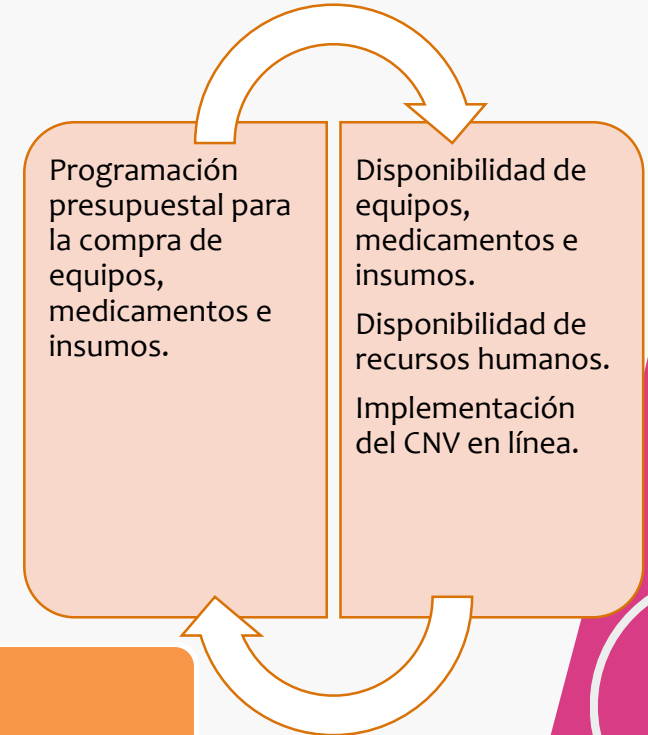 Programación
presupuestal para
la compra de
equipos,
medicamentos e
insumos.
Disponibilidad de
equipos,
medicamentos e
insumos.
Disponibilidad de
recursos humanos.
Implementación
del CNV en línea.